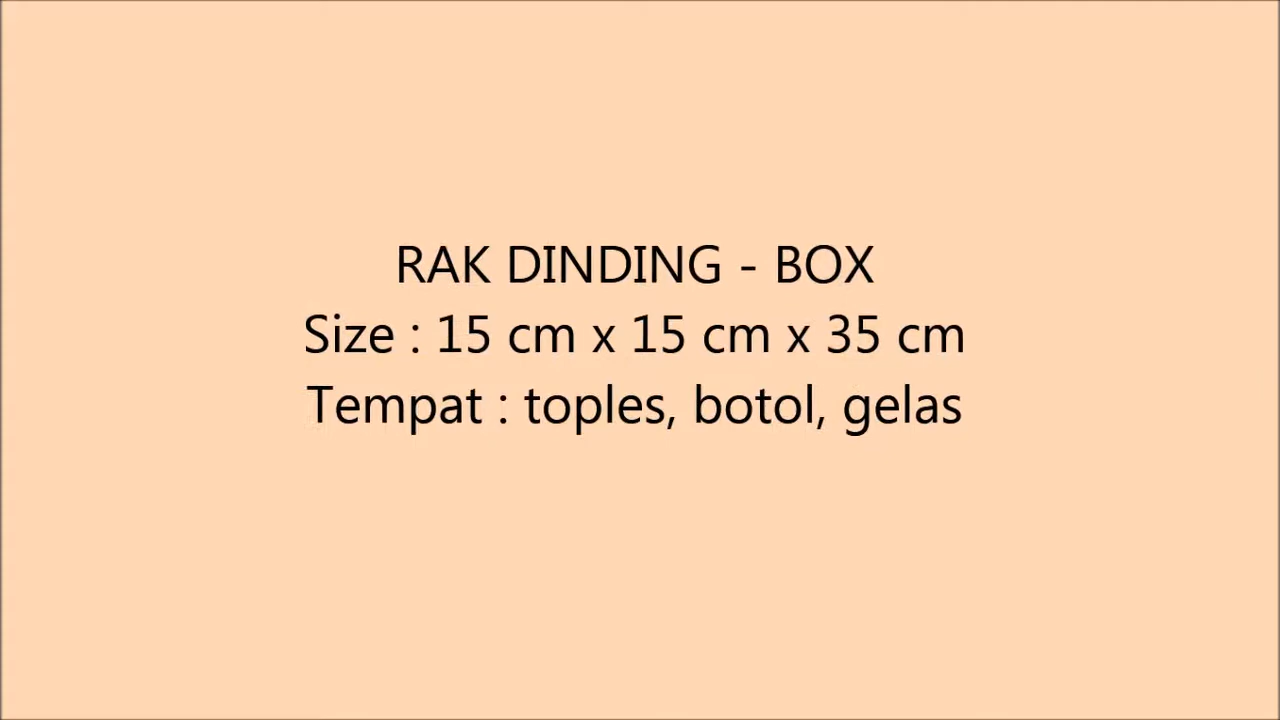 RAK DINDING - BOX
Size : 15 cm x 15 cm x 35 cm
Tempat : toples, botol, gelas